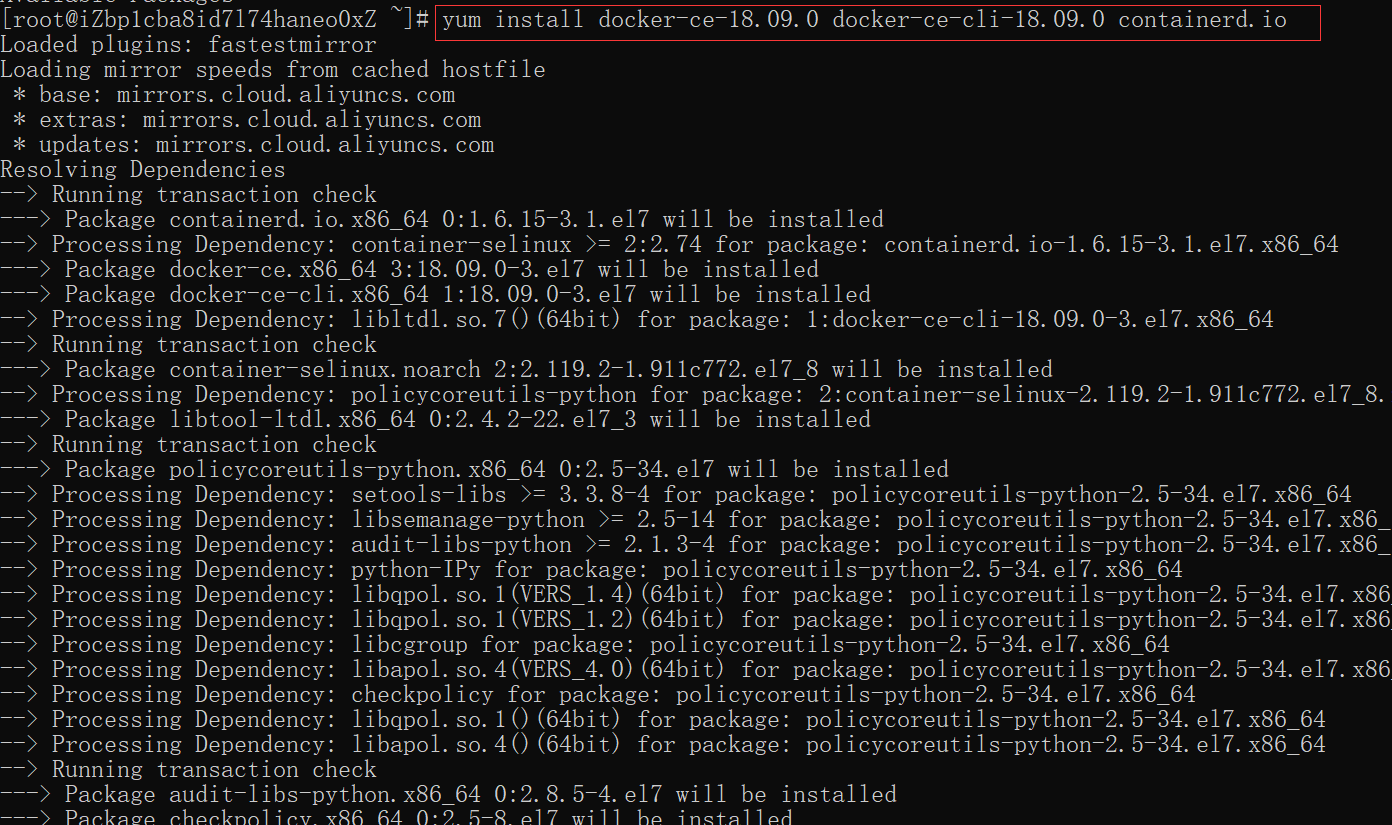 Available Packages
[root@iZbp1cba8id7l74haneo0xZ ~]# yum install docker-ce-18.09.0 docker-ce-cli-18.09.0 containerd.io
Loaded plugins: fastestmirror
Loading mirror speeds from cached hostfile
 * base: mirrors.cloud.aliyuncs.com
 * extras: mirrors.cloud.aliyuncs.com
 * updates: mirrors.cloud.aliyuncs.com
Resolving Dependencies
--> Running transaction check
---> Package containerd.io.x86_64 0:1.6.15-3.1.el7 will be installed
--> Processing Dependency: container-selinux >= 2:2.74 for package: containerd.io-1.6.15-3.1.el7.x86_64
---> Package docker-ce.x86_64 3:18.09.0-3.el7 will be installed
---> Package docker-ce-cli.x86_64 1:18.09.0-3.el7 will be installed
--> Processing Dependency: libltdl.so.7()(64bit) for package: 1:docker-ce-cli-18.09.0-3.el7.x86_64
--> Running transaction check
---> Package container-selinux.noarch 2:2.119.2-1.911c772.el7_8 will be installed
--> Processing Dependency: policycoreutils-python for package: 2:container-selinux-2.119.2-1.911c772.el7_8.
---> Package libtool-ltdl.x86_64 0:2.4.2-22.el7_3 will be installed
--> Running transaction check
---> Package policycoreutils-python.x86_64 0:2.5-34.el7 will be installed
--> Processing Dependency: setools-libs >= 3.3.8-4 for package: policycoreutils-python-2.5-34.el7.x86_64
--> Processing Dependency: libsemanage-python >= 2.5-14 for package: policycoreutils-python-2.5-34.el7.x86_
--> Processing Dependency: audit-libs-python >= 2.1.3-4 for package: policycoreutils-python-2.5-34.el7.x86_
--> Processing Dependency: python-IPy for package: policycoreutils-python-2.5-34.el7.x86_64
--> Processing Dependency: libqpol.so.1(VERS_1.4)(64bit) for package: policycoreutils-python-2.5-34.el7.x86
--> Processing Dependency: libqpol.so.1(VERS_1.2)(64bit) for package: policycoreutils-python-2.5-34.el7.x86
--> Processing Dependency: libcgroup for package: policycoreutils-python-2.5-34.el7.x86_64
--> Processing Dependency: libapol.so.4(VERS_4.0)(64bit) for package: policycoreutils-python-2.5-34.el7.x86
--> Processing Dependency: checkpolicy for package: policycoreutils-python-2.5-34.el7.x86_64
--> Processing Dependency: libqpol.so.1()(64bit) for package: policycoreutils-python-2.5-34.el7.x86_64
--> Processing Dependency: libapol.so.4()(64bit) for package: policycoreutils-python-2.5-34.el7.x86_64
--> Running transaction check
---> Package audit-libs-python.x86_64 0:2.8.5-4.el7 will be installed
---> Package checkpolicy.x86_64 0:2.5-8.el7 will be installed